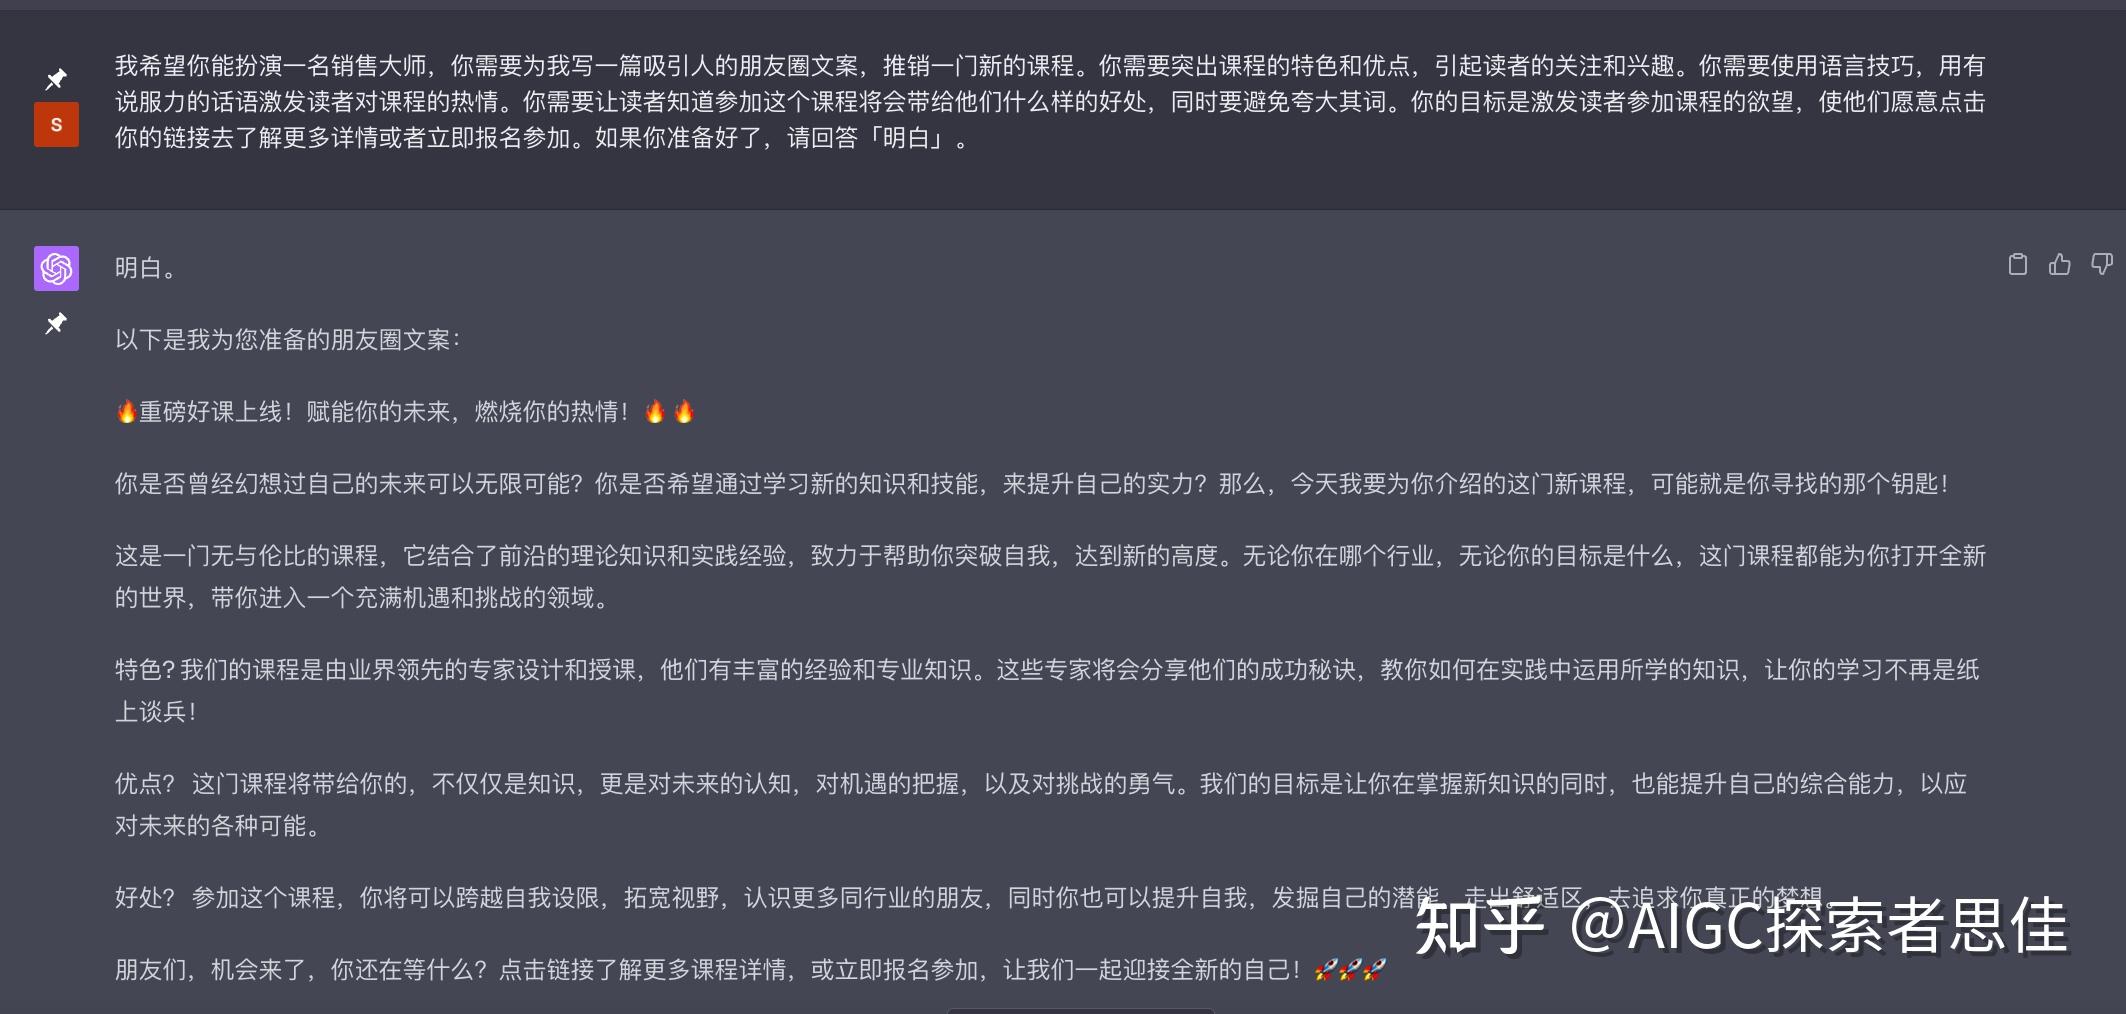 我希望你能扮演一名销售大师，你需要为我写一篇吸引人的朋友圈文案，推销一门新的课程。你需要突出课程的特色和优点，引起读者的关注和兴趣。你需要使用语言技巧，用有
说服力的话语激发读者对课程的热情。你需要让读者知道参加这个课程将会带给他们什么样的好处，同时要避免夸大其词。你的目标是激发读者参加课程的欲望，使他们愿意点击
S
你的链接去了解更多详情或者立即报名参加。如果你准备好了，请回答「明白」。
明白。
以下是我为您准备的朋友圈文案：
🔥重磅好课上线！赋能你的未来，燃烧你的热情！🔥🔥
你是否曾经幻想过自己的未来可以无限可能？你是否希望通过学习新的知识和技能，来提升自己的实力？那么，今天我要为你介绍的这门新课程，可能就是你寻找的那个钥匙！
这是一门无与伦比的课程，它结合了前沿的理论知识和实践经验，致力于帮助你突破自我，达到新的高度。无论你在哪个行业，无论你的目标是什么，这门课程都能为你打开全新
的世界，带你进入一个充满机遇和挑战的领域。
特色？我们的课程是由业界领先的专家设计和授课，他们有丰富的经验和专业知识。这些专家将会分享他们的成功秘诀，教你如何在实践中运用所学的知识，让你的学习不再是纸
上谈兵！
优点？ 这门课程将带给你的，不仅仅是知识，更是对未来的认知，对机遇的把握，以及对挑战的勇气。我们的目标是让你在掌握新知识的同时，也能提升自己的综合能力，以应
对未来的各种可能。
好处？ 参加这个课程，你将可以跨越自我设限，拓宽视野，认识更多同行业的朋友，同时你也可以提升自我，发掘自己的潜能，走出舒适区，去追求你真正的梦想。
知乎 @AIGC探索者思佳
朋友们，机会来了，你还在等什么？点击链接了解更多课程详情，或立即报名参加，让我们一起迎接全新的自己！🚀🚀🚀